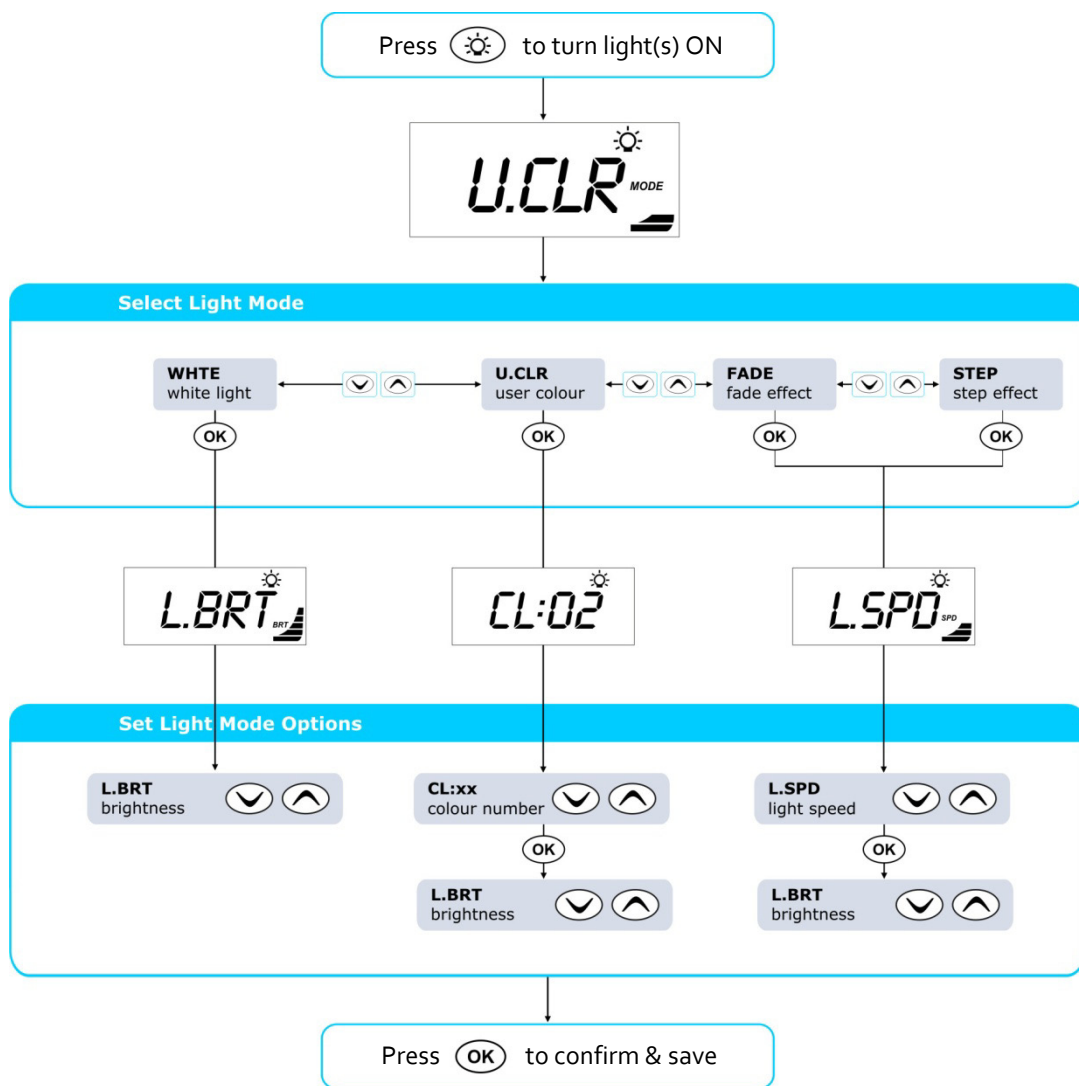 Press to turn light(s) ON
U.CLR MODE
Select Light Mode
WHTE
white light
U.CLR
user colour
FADE
fade effect
STEP
step effect
OK
OK
OK
OK
L.BRT BRT
CL:02
L.SPD SPD
Set Light Mode Options
L.BRT
brightness
CL:xx
colour number
L.SPD
light speed
OK
OK
L.BRT
brightness
L.BRT
brightness
Press OK to confirm & save